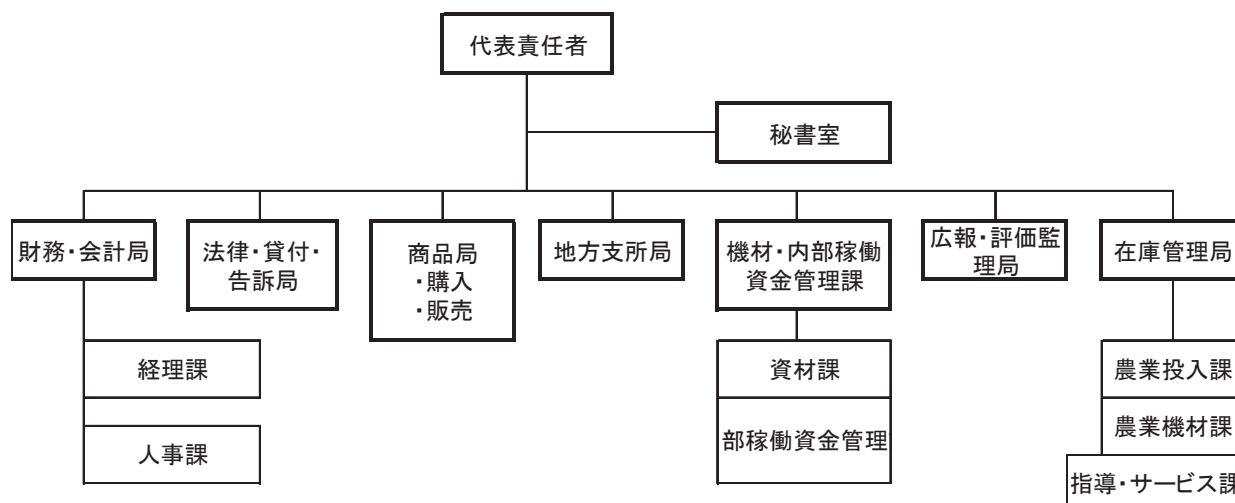 代表責任者
秘書室
財務・会計局
法律・貸付・
告訴局
商品局
・購入
・販売
地方支所局
機材・内部稼働
資金管理課
広報・評価監
理局
在庫管理局
経理課
人事課
資材課
部稼働資金管理
農業投入課
農業機材課
指導・サービス課